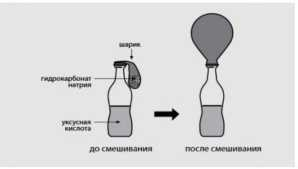 шарик
гидрокарбонат
натрия
уксусная
кислота
до смешивания
после смешивания